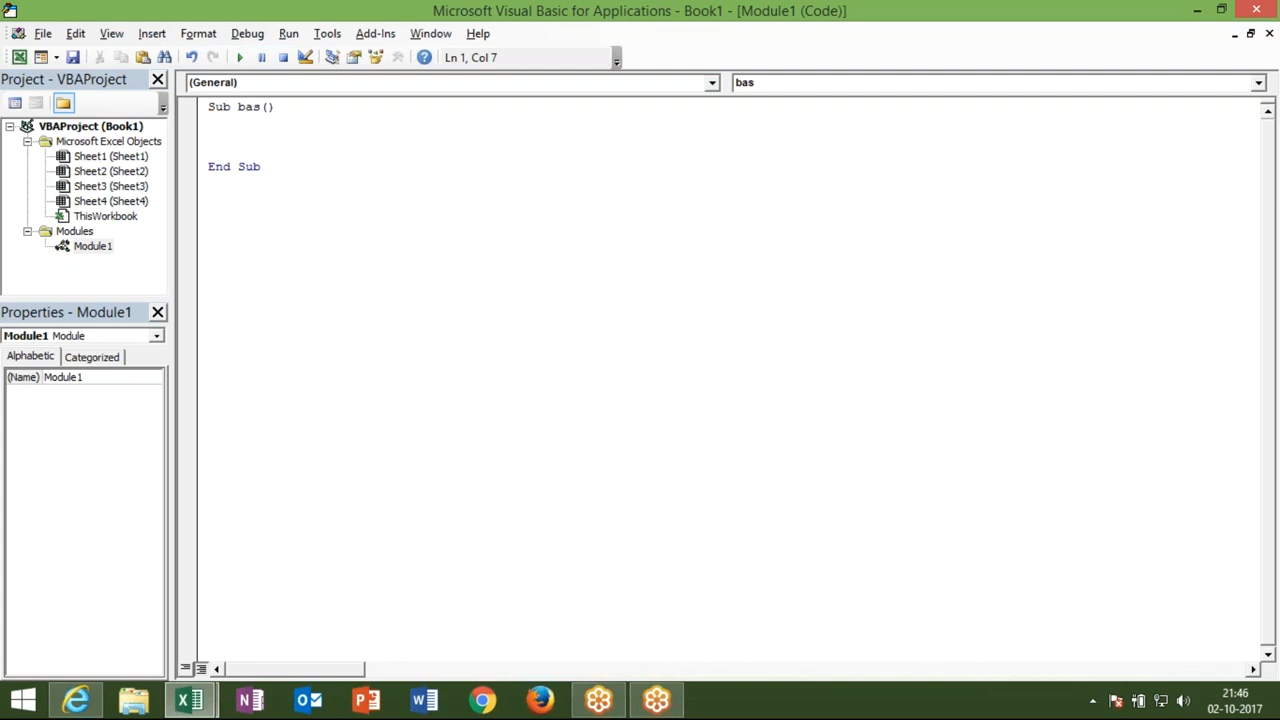 Microsoft Visual Basic for Applications - Book1 - [Module1 (Code)]
File Edit View Insert Format Debug Run Tools Add-Ins Window Help
Ln 1, Col 7
Project - VBAProject
(General)
bas
VBAProject (Book1)
Microsoft Excel Objects
Sheet1 (Sheet1)
Sheet2 (Sheet2)
Sheet3 (Sheet3)
Sheet4 (Sheet4)
ThisWorkbook
Modules
Module1
Sub bas()
End Sub
Properties - Module1
Module1 Module
Alphabetic Categorized
(Name) Module1
21:46
02-10-2017